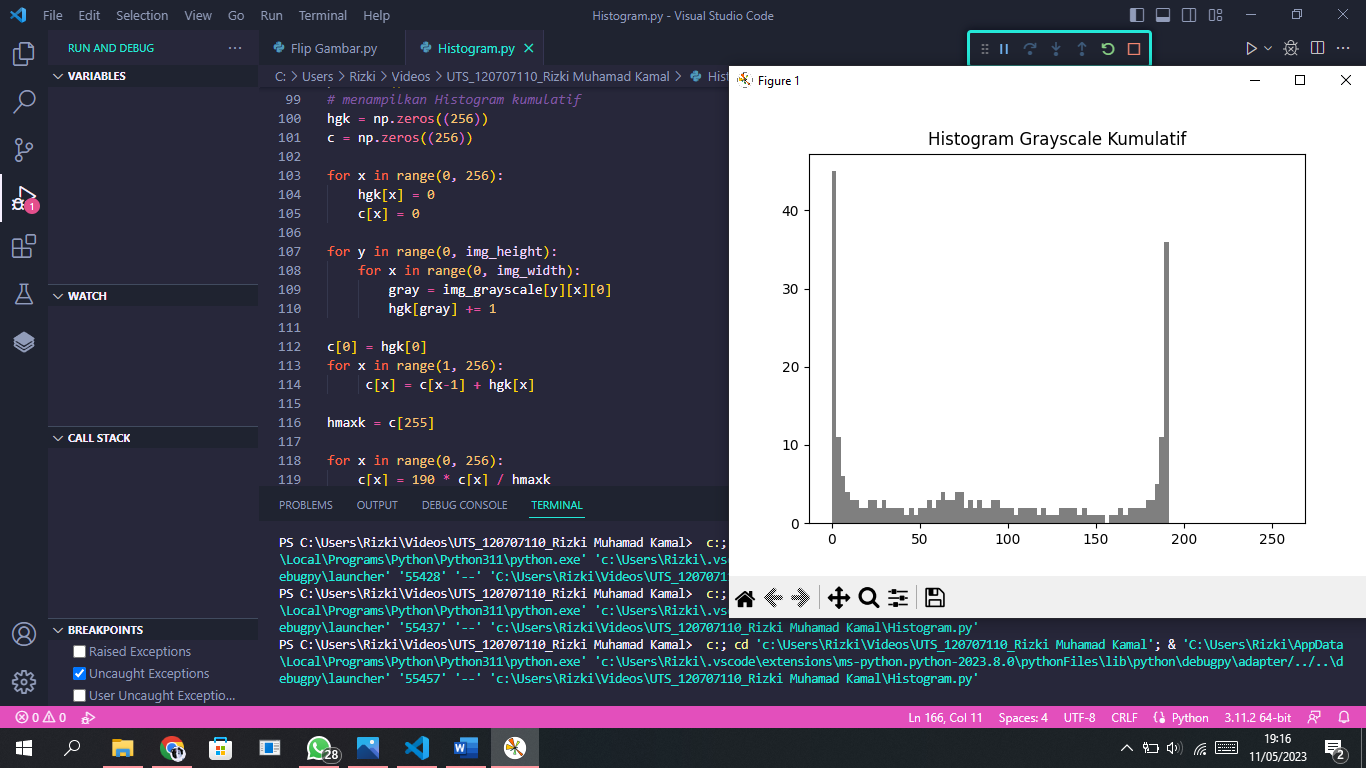 File Edit Selection View Go Run Terminal Help
Histogram.py - Visual Studio Code
RUN AND DEBUG ···
Flip Gambar.py
Histogram.py
VARIABLES
C: > Users > Rizki > Videos > UTS_120707110_Rizki Muhamad Kamal > Hist
99 # menampilkan Histogram kumulatif
100 hgk = np.zeros((256))
101 c = np.zeros((256))
102
103 for x in range(0, 256):
104 hgk[x] = 0
105 c[x] = 0
106
107 for y in range(0, img_height):
108 for x in range(0, img_width):
109 gray = img_grayscale[y][x][0]
110 hgk[gray] += 1
111
112 c[0] = hgk[0]
113 for x in range(1, 256):
114 c[x] = c[x-1] + hgk[x]
115
116 hmaxk = c[255]
117
118 for x in range(0, 256):
119 c[x] = 190 * c[x] / hmaxk
1
WATCH
CALL STACK
BREAKPOINTS
Raised Exceptions
Uncaught Exceptions
User Uncaught Exceptio...
Figure 1
Histogram Grayscale Kumulatif
40
30
20
10
0
0 50 100 150 200 250
PROBLEMS OUTPUT DEBUG CONSOLE TERMINAL
PS C:\Users\Rizki\Videos\UTS_120707110_Rizki Muhamad Kamal> c:;
\Local\Programs\Python\Python311\python.exe' 'c:\Users\Rizki\.vsc
ebugpy\launcher' '55428' '--' 'C:\Users\Rizki\Videos\UTS_1207071
PS C:\Users\Rizki\Videos\UTS_120707110_Rizki Muhamad Kamal> c:;
\Local\Programs\Python\Python311\python.exe' 'c:\Users\Rizki\.vsc
ebugpy\launcher' '55437' '--' 'c:\Users\Rizki\Videos\UTS_120707110_Rizki Muhamad Kamal\Histogram.py'
PS C:\Users\Rizki\Videos\UTS_120707110_Rizki Muhamad Kamal> c:; cd 'c:\Users\Rizki\Videos\UTS_120707110_Rizki Muhamad Kamal'; & 'C:\Users\Rizki\AppData
\Local\Programs\Python\Python311\python.exe' 'c:\Users\Rizki\.vscode\extensions\ms-python.python-2023.8.0\pythonFiles\lib\python\debugpy\adapter/../..\d
ebugpy\launcher' '55457' '--' 'c:\Users\Rizki\Videos\UTS_120707110_Rizki Muhamad Kamal\Histogram.py'
0 0 Ln 166, Col 11 Spaces: 4 UTF-8 CRLF Python 3.11.2 64-bit
28
19:16
11/05/2023
2